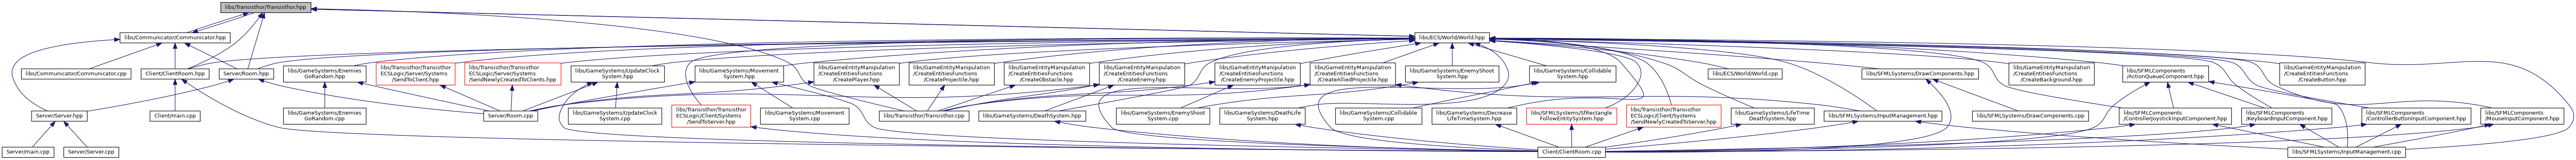 libs/Transisthor/Transisthor.hpp
libs/Communicator/Communicator.hpp
libs/ECS/World/World.hpp
libs/Communicator/Communicator.cpp
Client/ClientRoom.hpp
Server/Room.hpp
libs/GameSystems/Enemies
GoRandom.hpp
libs/Transisthor/Transisthor
ECSLogic/Server/Systems
/SendToClient.hpp
libs/Transisthor/Transisthor
ECSLogic/Server/Systems
/SendNewlyCreatedToClients.hpp
libs/GameSystems/UpdateClock
System.hpp
libs/GameSystems/Movement
System.hpp
libs/GameEntityManipulation
/CreateEntitiesFunctions
/CreatePlayer.hpp
libs/GameEntityManipulation
/CreateEntitiesFunctions
/CreateProjectile.hpp
libs/GameEntityManipulation
/CreateEntitiesFunctions
/CreateObstacle.hpp
libs/GameEntityManipulation
/CreateEntitiesFunctions
/CreateEnemy.hpp
libs/GameEntityManipulation
/CreateEntitiesFunctions
/CreateEnemyProjectile.hpp
libs/GameEntityManipulation
/CreateEntitiesFunctions
/CreateAlliedProjectile.hpp
libs/GameSystems/EnemyShoot
System.hpp
libs/GameSystems/Collidable
System.hpp
libs/ECS/World/World.cpp
libs/SFMLSystems/DrawComponents.hpp
libs/GameEntityManipulation
/CreateEntitiesFunctions
/CreateBackground.hpp
libs/SFMLComponents
/ActionQueueComponent.hpp
libs/GameEntityManipulation
/CreateEntitiesFunctions
/CreateButton.hpp
Server/Server.hpp
Client/main.cpp
libs/GameSystems/Enemies
GoRandom.cpp
Server/Room.cpp
libs/GameSystems/UpdateClock
System.cpp
libs/Transisthor/Transisthor
ECSLogic/Client/Systems
/SendToServer.hpp
libs/GameSystems/Movement
System.cpp
libs/Transisthor/Transisthor.cpp
libs/GameSystems/DeathSystem.hpp
libs/GameSystems/EnemyShoot
System.cpp
libs/GameSystems/DeathLife
System.hpp
libs/GameSystems/Collidable
System.cpp
libs/GameSystems/Decrease
LifeTimeSystem.hpp
libs/SFMLSystems/SfRectangle
FollowEntitySystem.hpp
libs/Transisthor/Transisthor
ECSLogic/Client/Systems
/SendNewlyCreatedToServer.hpp
libs/GameSystems/LifeTime
DeathSystem.hpp
libs/SFMLSystems/InputManagement.hpp
libs/SFMLSystems/DrawComponents.cpp
libs/SFMLComponents
/ControllerJoystickInputComponent.hpp
libs/SFMLComponents
/KeyboardInputComponent.hpp
libs/SFMLComponents
/ControllerButtonInputComponent.hpp
libs/SFMLComponents
/MouseInputComponent.hpp
Server/main.cpp
Server/Server.cpp
Client/ClientRoom.cpp
libs/SFMLSystems/InputManagement.cpp